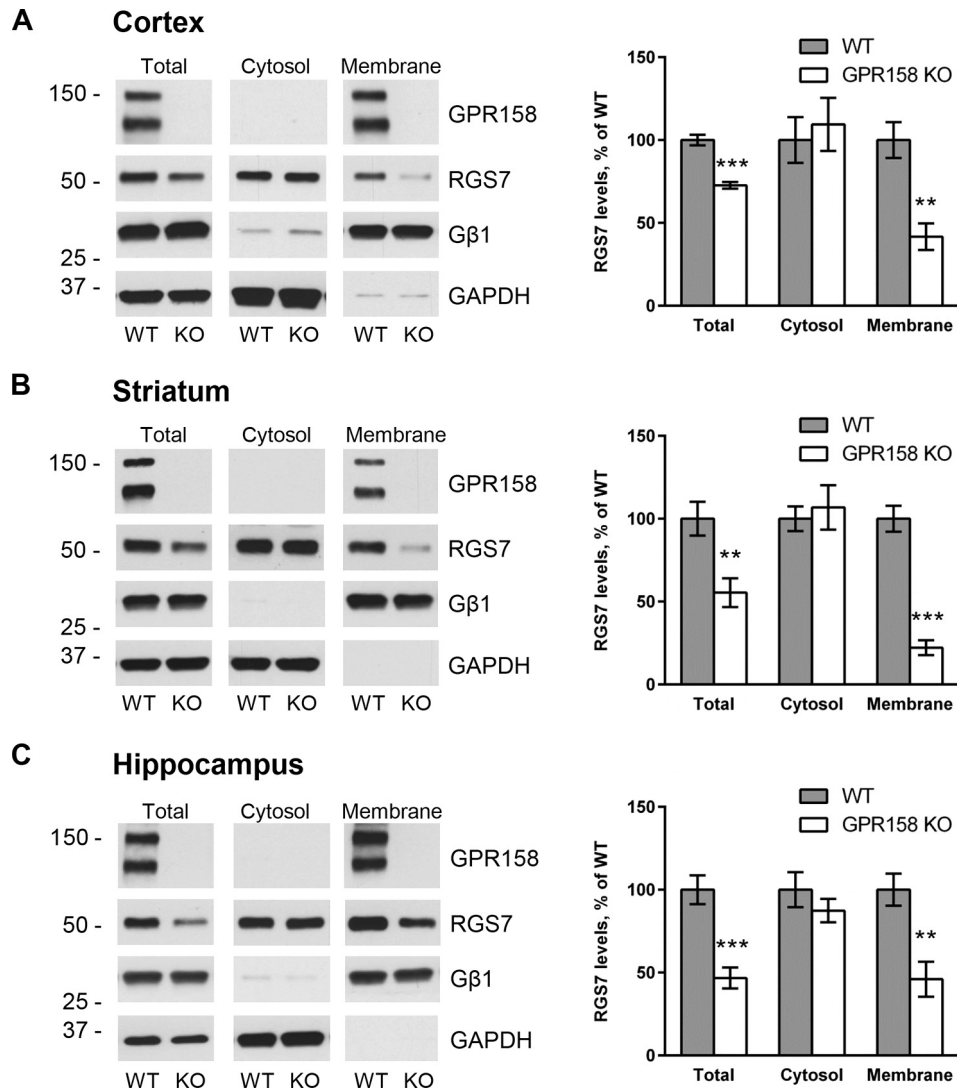 A Cortex
Total Cytosol Membrane
150 -
GPR158
50 -
RGS7
Gβ1
25 -
37 -
GAPDH
WT KO WT KO WT KO
WT
GPR158 KO
RGS7 levels, % of WT
150
100
50
0
***
**
Total Cytosol Membrane
B Striatum
Total Cytosol Membrane
150 -
GPR158
50 -
RGS7
Gβ1
25 -
37 -
GAPDH
WT KO WT KO WT KO
WT
GPR158 KO
RGS7 levels, % of WT
150
100
50
0
**
***
Total Cytosol Membrane
C Hippocampus
Total Cytosol Membrane
150 -
GPR158
50 -
RGS7
Gβ1
25 -
37 -
GAPDH
WT KO WT KO WT KO
WT
GPR158 KO
RGS7 levels, % of WT
150
100
50
0
***
**
Total Cytosol Membrane